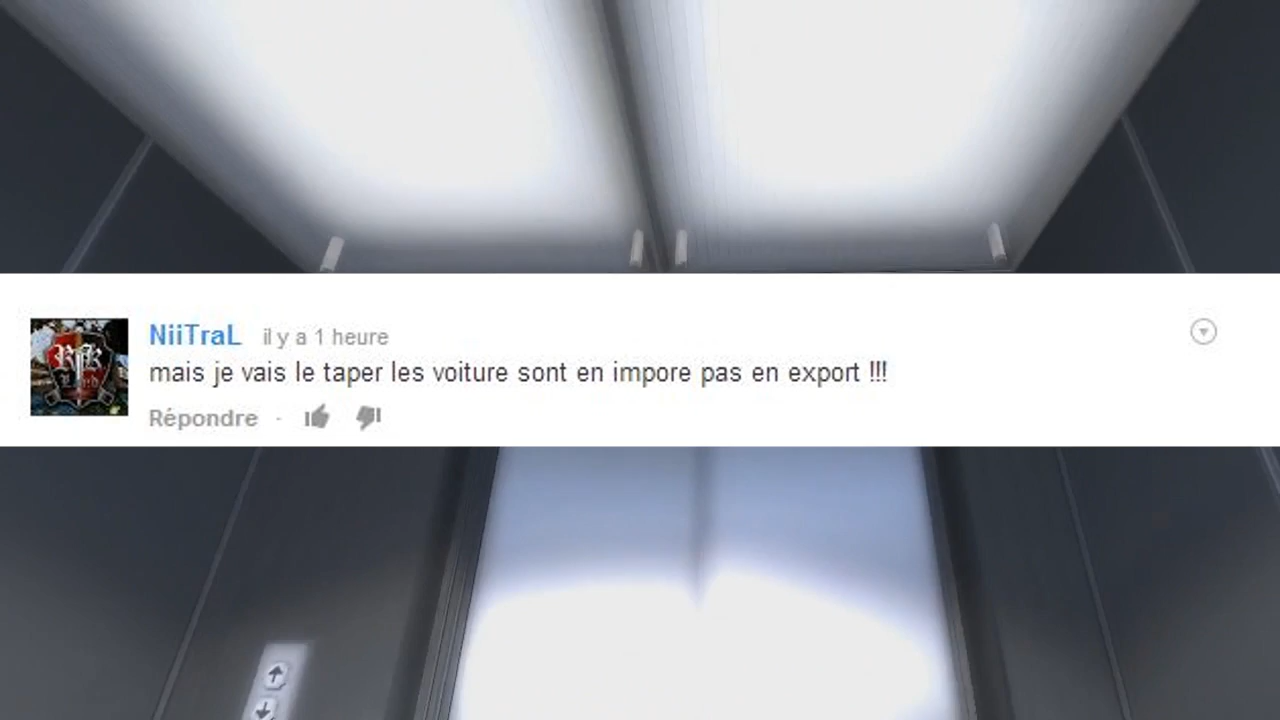 NiiTraL il y a 1 heure
mais je vais le taper les voiture sont en impore pas en export !!!
Répondre ·